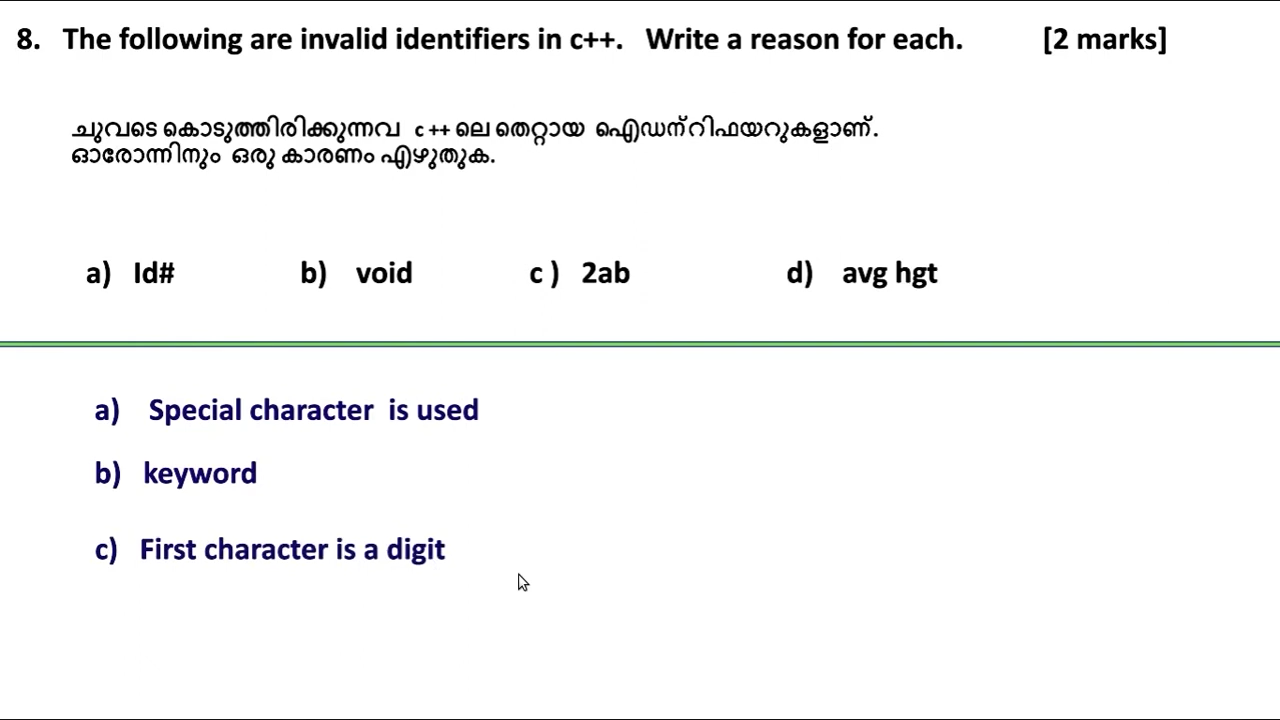 8. The following are invalid identifiers in c++. Write a reason for each. [2 marks]
ചുവടെ കൊടുത്തിരിക്കുന്നവ c ++ ലെ തെറ്റായ ഐഡന്റിഫയറുകളാണ്.
ഓരോന്നിനും ഒരു കാരണം എഴുതുക.
a) Id# b) void c ) 2ab d) avg hgt
a) Special character is used
b) keyword
c) First character is a digit